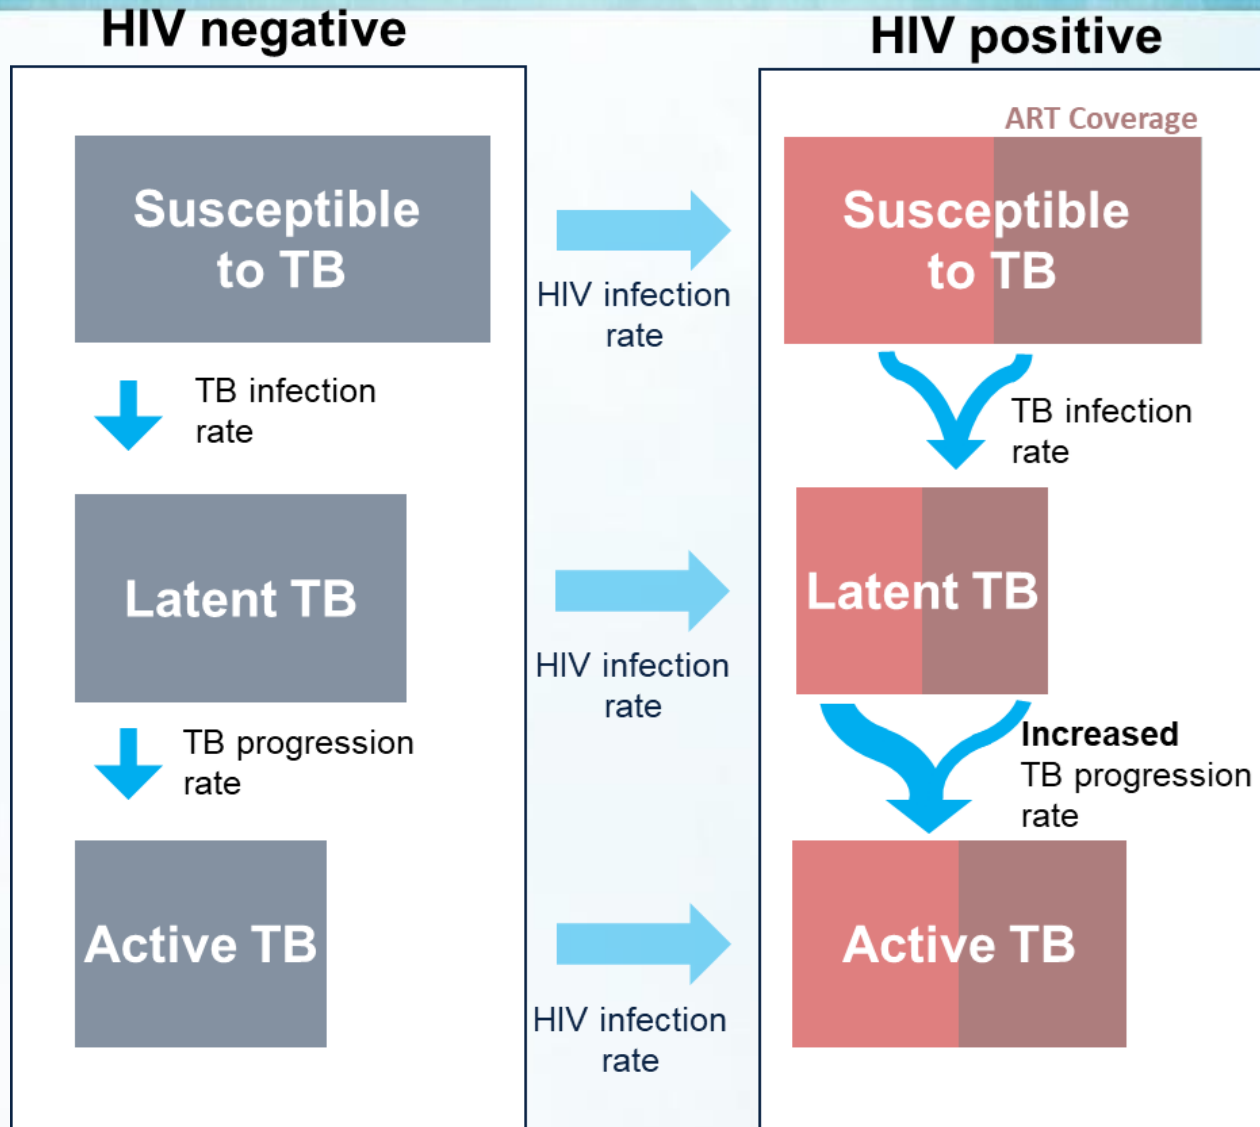 HIV negative
HIV positive
ART Coverage
Susceptible
to TB
HIV infection
rate
Susceptible
to TB
TB infection
rate
TB infection
rate
Latent TB
HIV infection
rate
Latent TB
TB progression
rate
Increased
TB progression
rate
Active TB
HIV infection
rate
Active TB